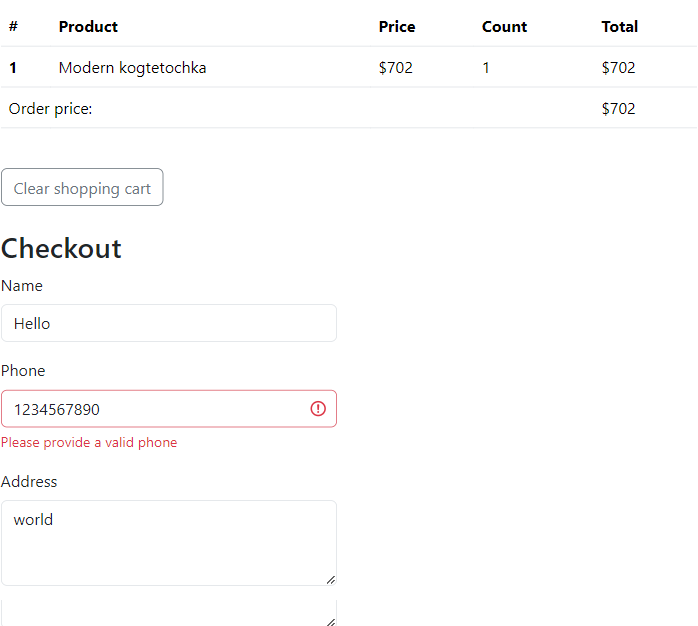 # Product Price Count Total
1 Modern kogtetochka $702 1 $702
Order price: $702
Clear shopping cart
Checkout
Name
Hello
Phone
1234567890
Please provide a valid phone
Address
world